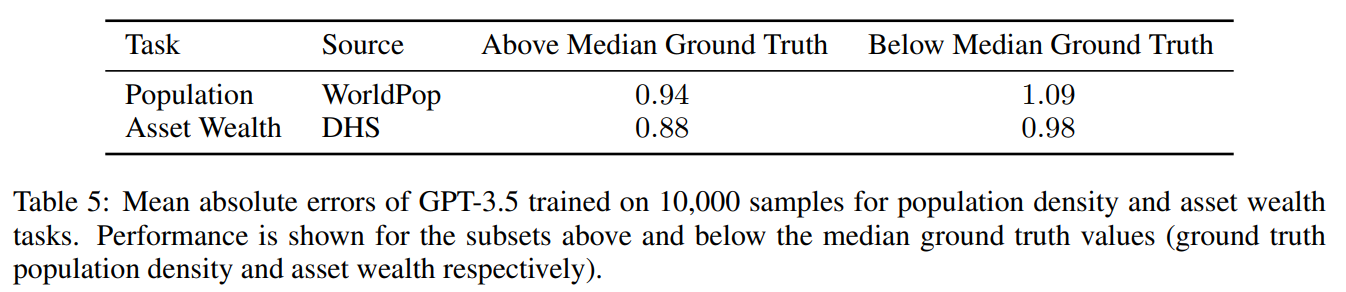 Task Source Above Median Ground Truth Below Median Ground Truth
Population WorldPop 0.94 1.09
Asset Wealth DHS 0.88 0.98
Table 5: Mean absolute errors of GPT-3.5 trained on 10,000 samples for population density and asset wealth
tasks. Performance is shown for the subsets above and below the median ground truth values (ground truth
population density and asset wealth respectively).